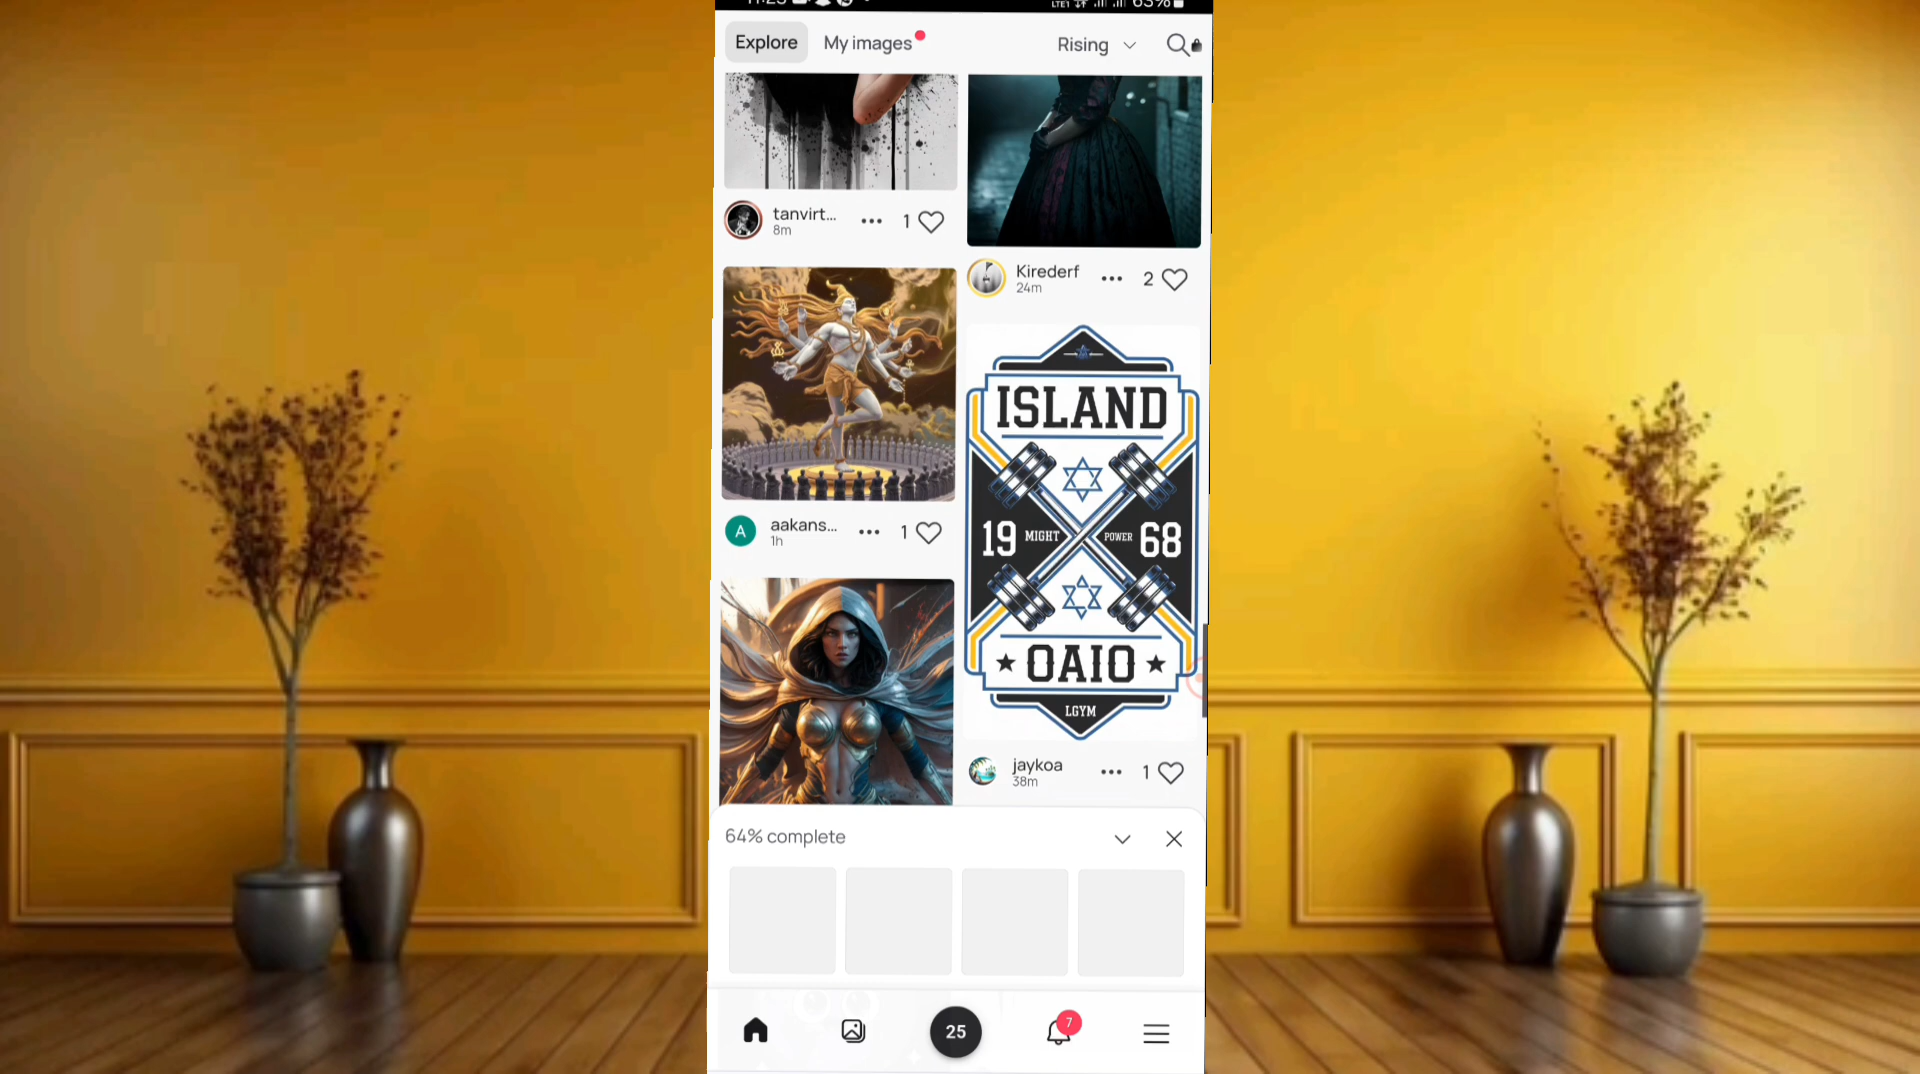 63%
Explore
My images
Rising
tanvirt...
8m
1
Kirederf
24m
2
aakans...
1h
1
A
ISLAND
19 MIGHT POWER 68
OAIO
LGYM
jaykoa
38m
1
64% complete
25
7